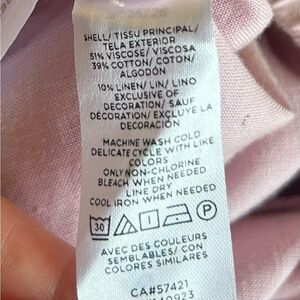 SHELL/ TISSU PRINCIPAL/
TELA EXTERIOR
51% VISCOSE/ VISCOSA
39% COTTON/ COTON/
ALGODÓN
10% LINEN/ LIN/ LINO
EXCLUSIVE OF
DECORATION/ SAUF
DÉCORATION/ EXCLUYE LA
DECORACIÓN
MACHINE WASH COLD
DELICATE CYCLE WITH LIKE
COLORS
ONLY NON-CHLORINE
BLEACH WHEN NEEDED
LINE DRY
COOL IRON WHEN NEEDED
30 P
AVEC DES COULEURS
SEMBLABLES/ CON
COLORES SIMILARES
CA#57421